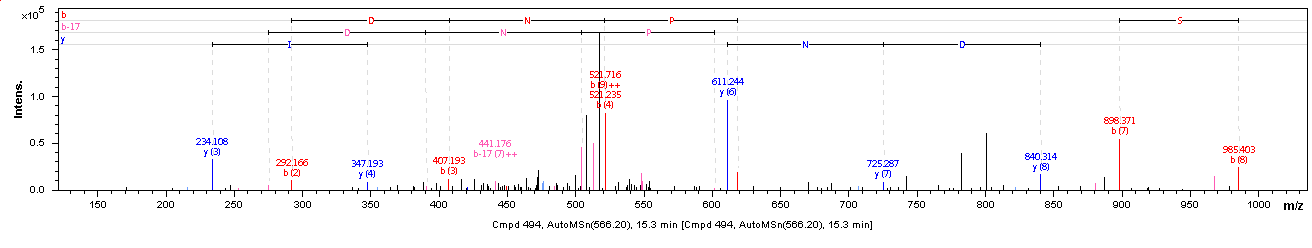 ×10⁵
b
D N P S
b-17
D N P
y
I N D
1.5
1.0
0.5
0.0
Intens.
521.716
b (9)++
521.235
b (4)
611.244
y (6)
234.108
y (3)
292.166
b (2)
347.193
y (4)
407.193
b (3)
441.176
b-17 (7)++
725.287
y (7)
840.314
y (8)
898.371
b (7)
985.403
b (8)
150 200 250 300 350 400 450 500 550 600 650 700 750 800 850 900 950 1000 m/z
Cmpd 494, AutoMSn(566.20), 15.3 min [Cmpd 494, AutoMSn(566.20), 15.3 min]